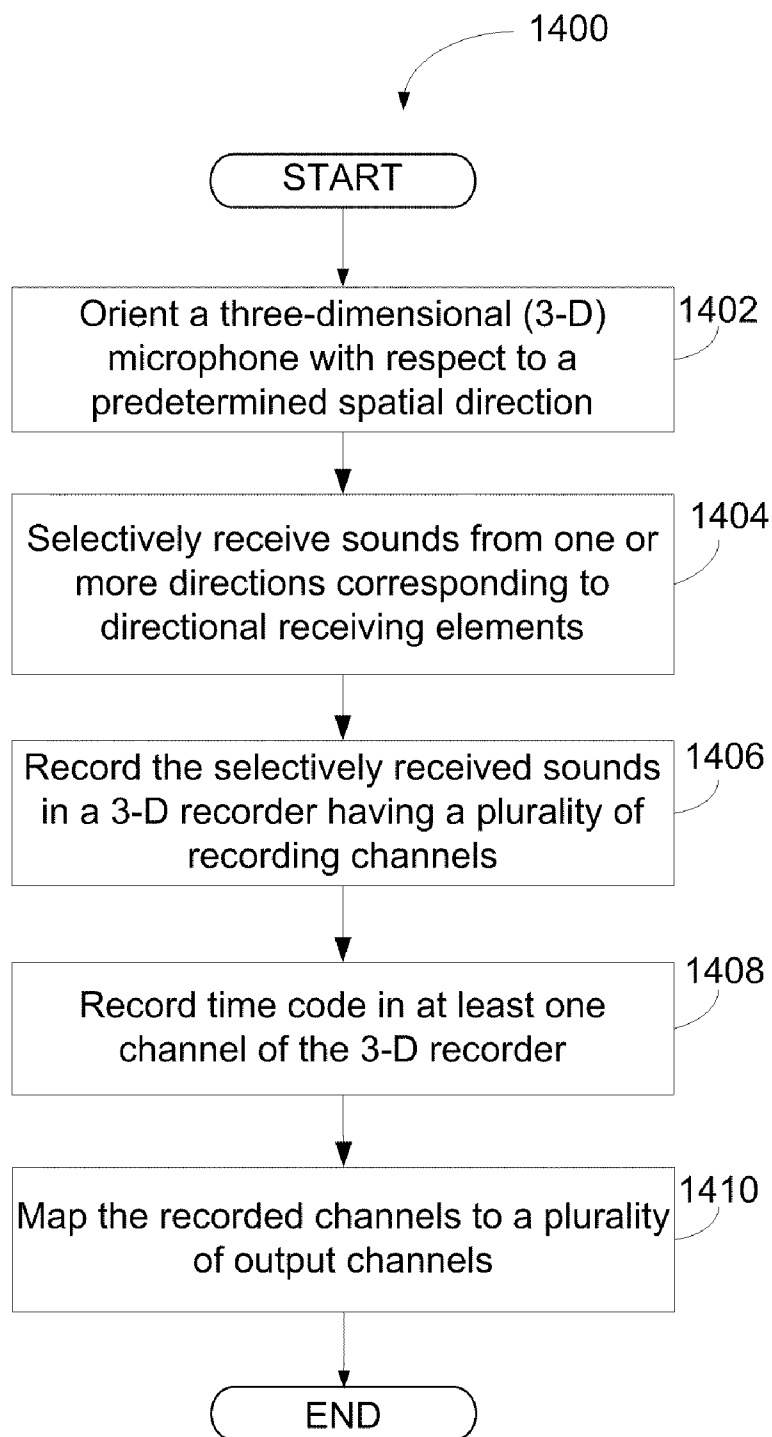 1400
START
Orient a three-dimensional (3-D)
microphone with respect to a
predetermined spatial direction
1402
Selectively receive sounds from one or
more directions corresponding to
directional receiving elements
1404
Record the selectively received sounds
in a 3-D recorder having a plurality of
recording channels
1406
Record time code in at least one
channel of the 3-D recorder
1408
Map the recorded channels to a plurality
of output channels
1410
END